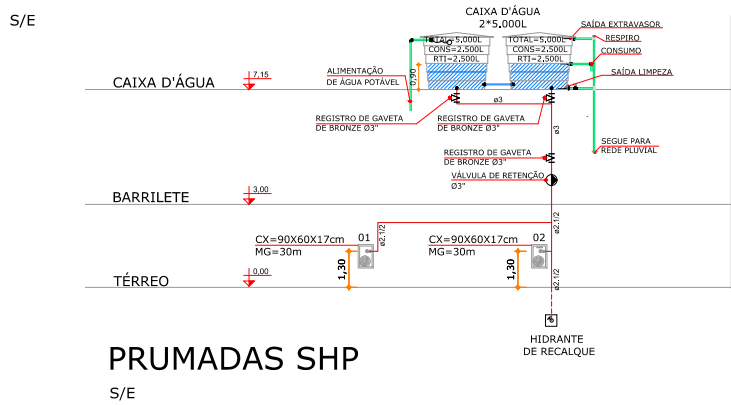 S/E
CAIXA D'ÁGUA
2*5.000L
SAÍDA EXTRAVASOR
RESPIRO
CONSUMO
SAÍDA LIMPEZA
TOTAL=5,000L
CONS=2.500L
RTI=2,500L
TOTAL=5,000L
CONS=2.500L
RTI=2,500L
0,90
ALIMENTAÇÃO
DE ÁGUA POTÁVEL
CAIXA D'ÁGUA
7,15
ø3
REGISTRO DE GAVETA
DE BRONZE Ø3"
REGISTRO DE GAVETA
DE BRONZE Ø3"
ø3
SEGUE PARA
REDE PLUVIAL
REGISTRO DE GAVETA
DE BRONZE Ø3"
VÁLVULA DE RETENÇÃO
Ø3"
BARRILETE
3,00
ø2.1/2
ø2.1/2
CX=90X60X17cm
MG=30m
01
1,30
CX=90X60X17cm
MG=30m
02
1,30
TÉRREO
0,00
ø2.1/2
HIDRANTE
DE RECALQUE
PRUMADAS SHP
S/E